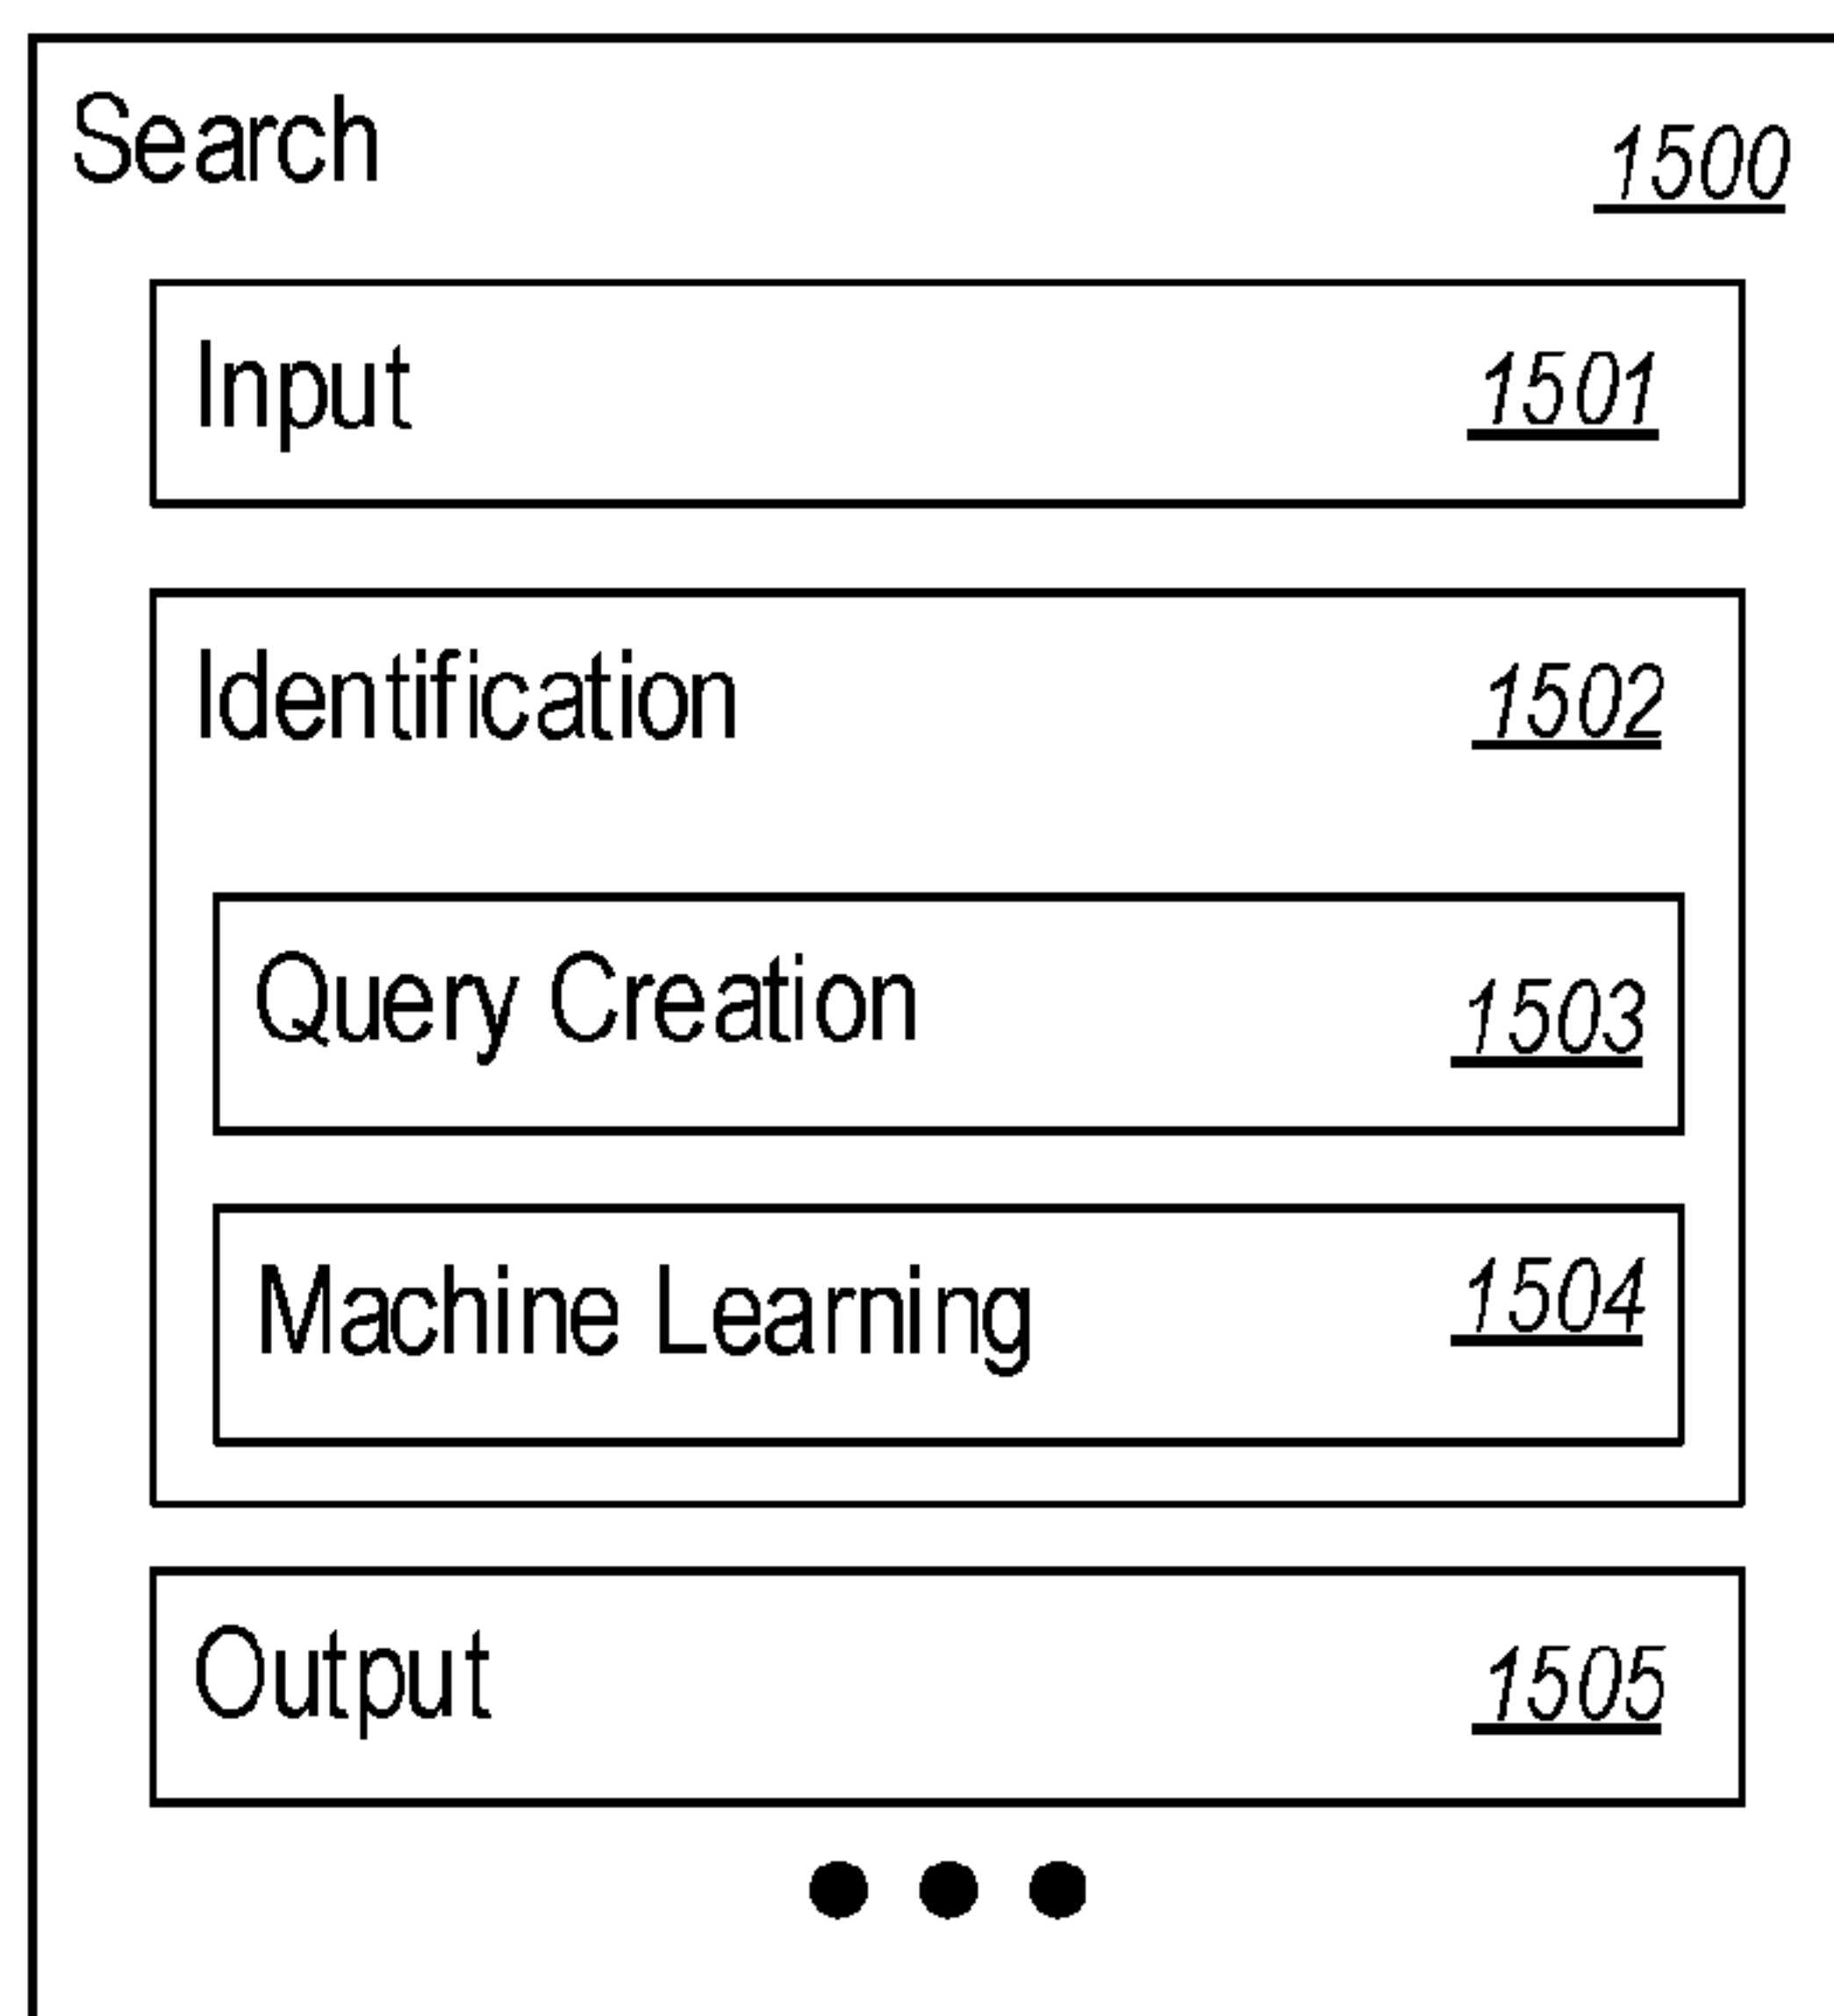 Search 1500
Input 1501
Identification 1502
Query Creation 1503
Machine Learning 1504
Output 1505